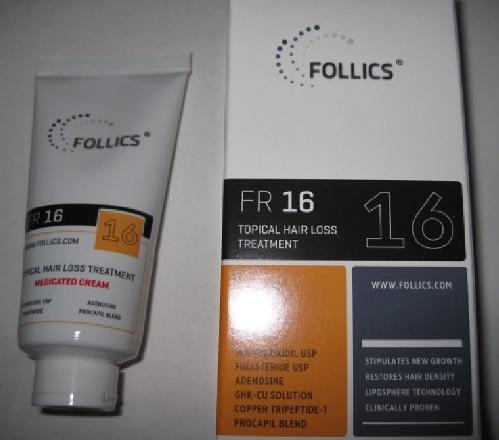 FOLLICS®
FR 16
16
WWW.FOLLICS.COM
TOPICAL HAIR LOSS TREATMENT
MEDICATED CREAM
ADENOSINE
PROCAPIL BLEND
FOLLICS®
FR 16
16
TOPICAL HAIR LOSS
TREATMENT
MINOXIDIL USP
FINASTERIDE USP
ADENOSINE
GHK-CU SOLUTION
COPPER TRIPEPTIDE-1
PROCAPIL BLEND
WWW.FOLLICS.COM
STIMULATES NEW GROWTH
RESTORES HAIR DENSITY
LIPOSPHERE TECHNOLOGY
CLINICALLY PROVEN